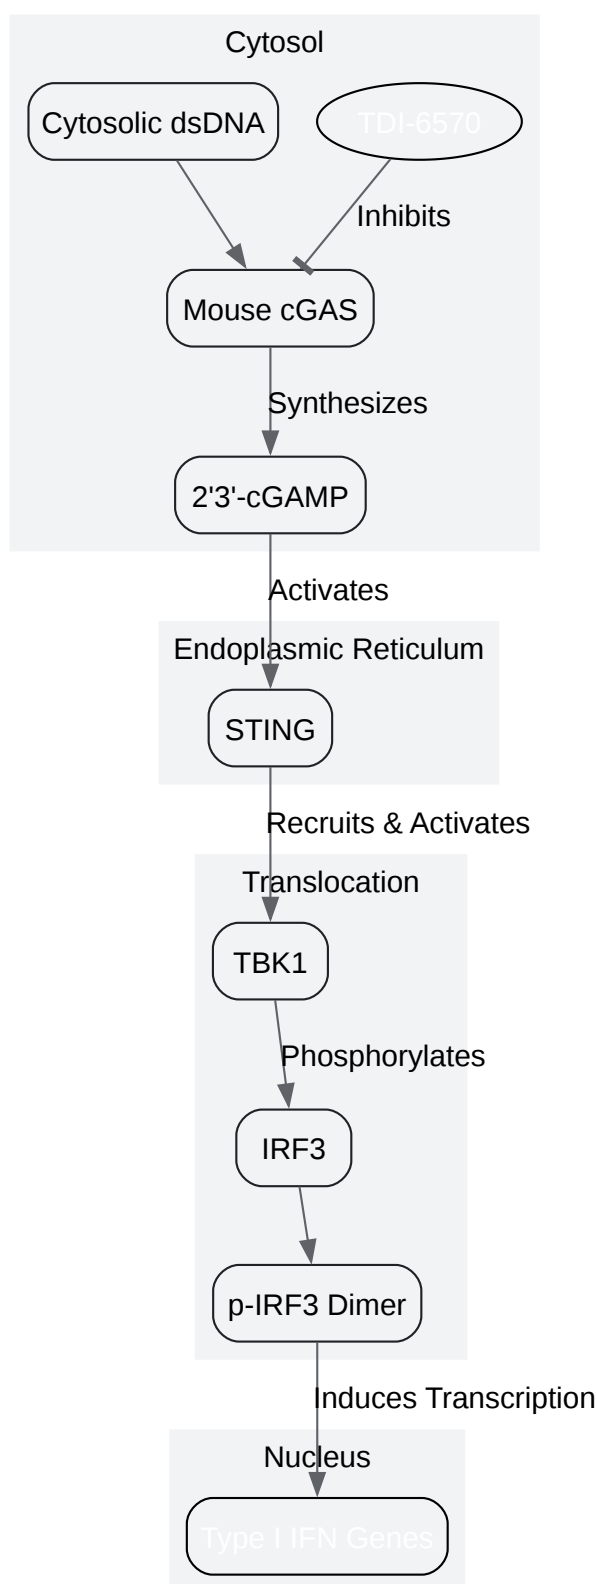 Cytosol
Cytosolic dsDNA
TDI-6570
Inhibits
Mouse cGAS
Synthesizes
2'3'-cGAMP
Activates
Endoplasmic Reticulum
STING
Recruits & Activates
Translocation
TBK1
Phosphorylates
IRF3
p-IRF3 Dimer
Induces Transcription
Nucleus
Type I IFN Genes